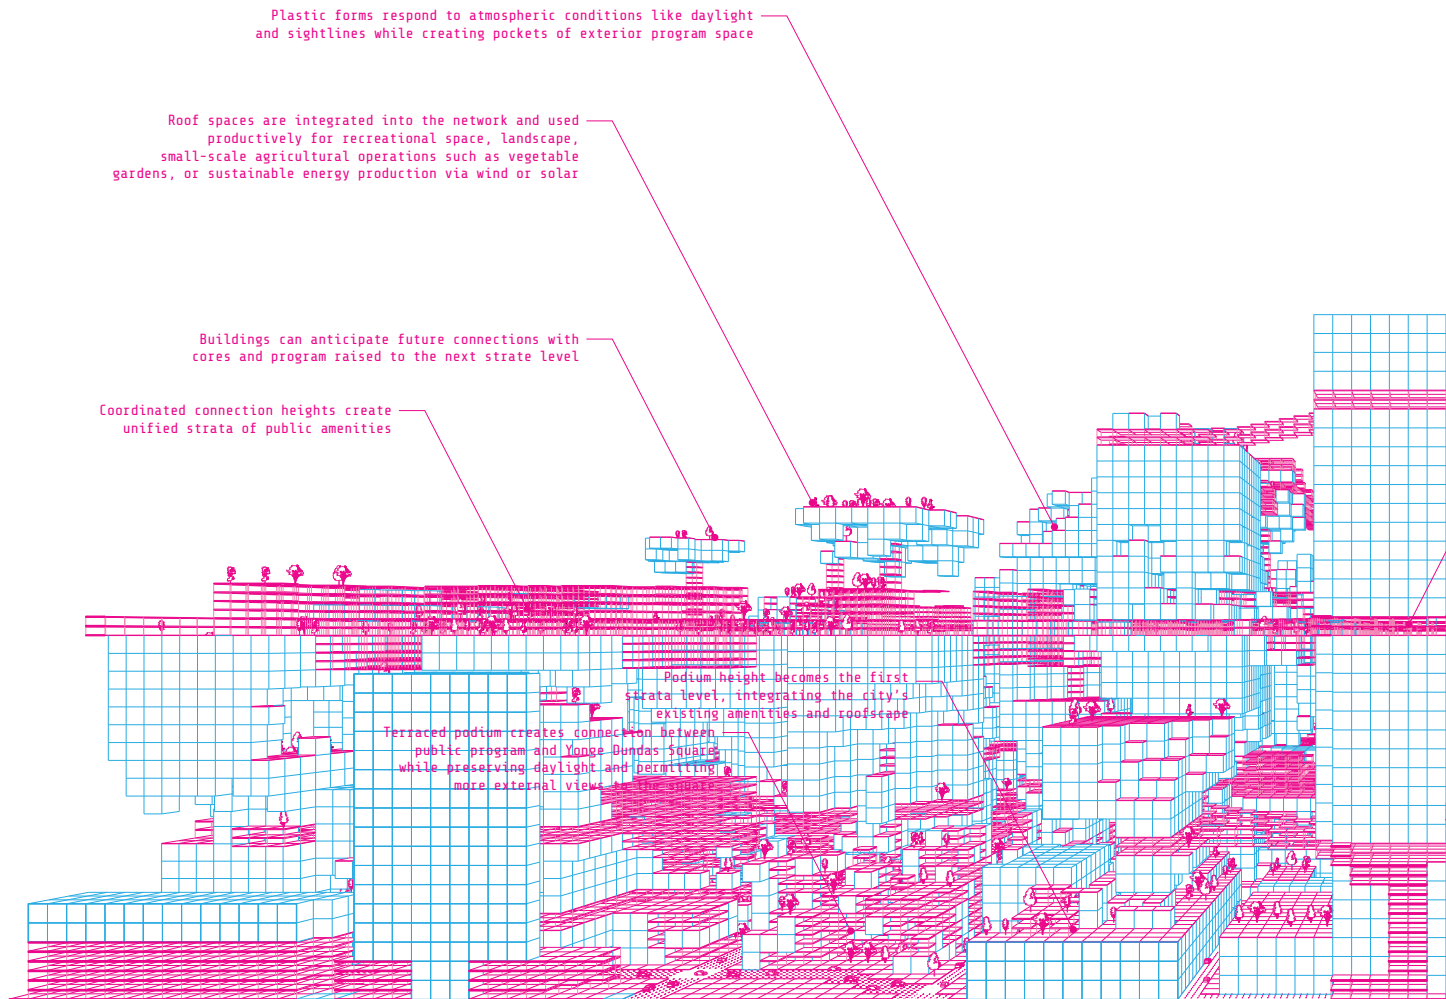 Plastic forms respond to atmospheric conditions like daylight
and sightlines while creating pockets of exterior program space
Roof spaces are integrated into the network and used
productively for recreational space, landscape,
small-scale agricultural operations such as vegetable
gardens, or sustainable energy production via wind or solar
Buildings can anticipate future connections with
cores and program raised to the next strate level
Coordinated connection heights create
unified strata of public amenities
Podium height becomes the first
strata level, integrating the city's
existing amenities and roofscape
Terraced podium creates connection between
public program and Yonge Dundas Square
while preserving daylight and permitting
more external views to the square